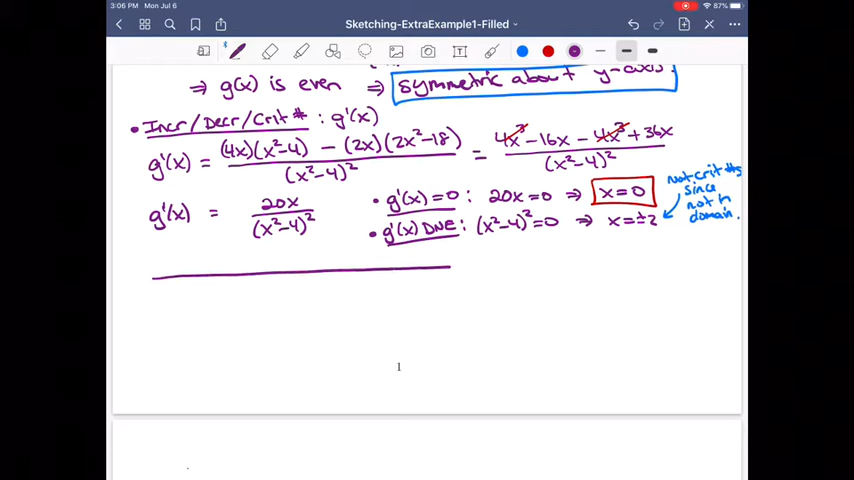 3:06 PM Mon Jul 6
87%
Sketching-ExtraExample1-Filled
⇒ g(x) is even ⇒ symmetric about y-axis.
• Incr/Decr/Crit # : g'(x)
g'(x) = (4x)(x²-4) - (2x)(2x²-18) / (x²-4)² = 4x³ - 16x - 4x³ + 36x / (x²-4)²
g'(x) = 20x / (x²-4)²
• g'(x)=0 : 20x=0 ⇒ x=0
• g'(x) DNE : (x²-4)²=0 ⇒ x=±2
not crit #s
since
not in
domain.
1